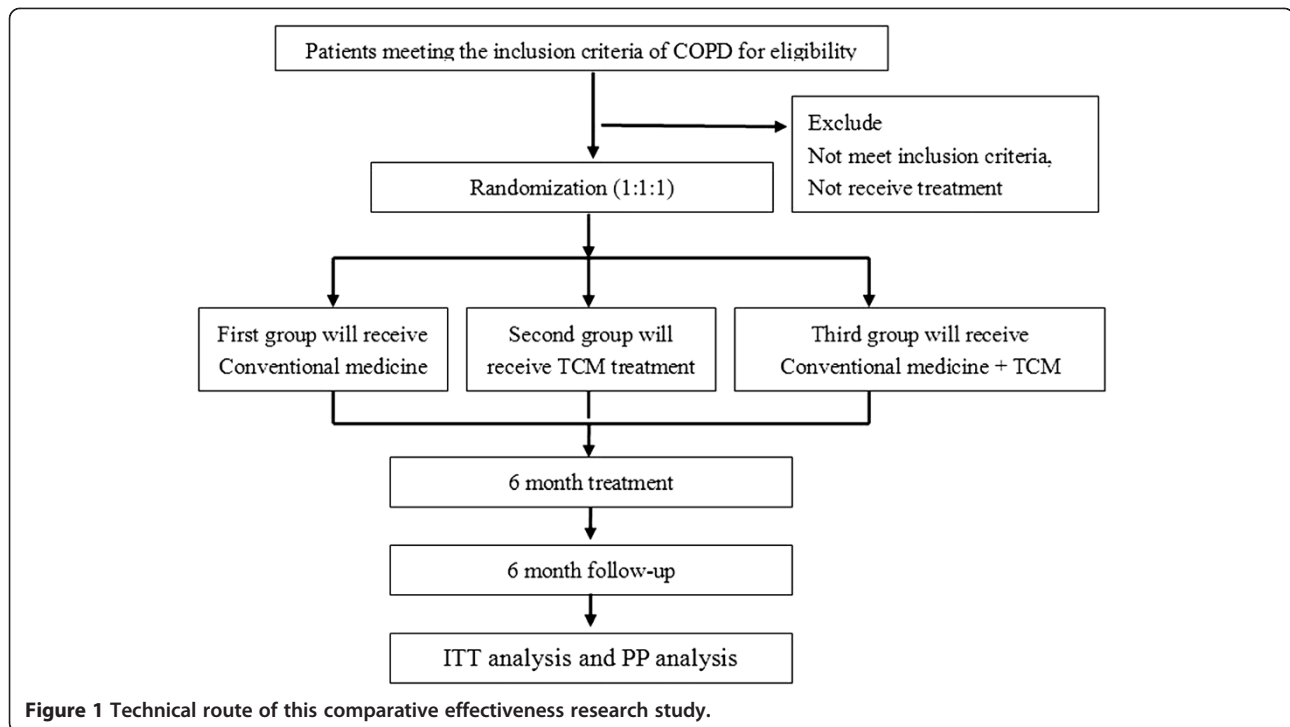 Patients meeting the inclusion criteria of COPD for eligibility
Exclude
Not meet inclusion criteria,
Not receive treatment
Randomization (1:1:1)
First group will receive
Conventional medicine
Second group will
receive TCM treatment
Third group will receive
Conventional medicine + TCM
6 month treatment
6 month follow-up
ITT analysis and PP analysis
Figure 1 Technical route of this comparative effectiveness research study.